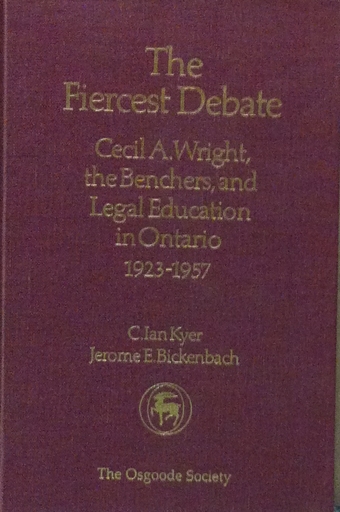 The
Fiercest Debate
Cecil A. Wright,
the Benchers, and
Legal Education
in Ontario
1923-1957
C. Ian Kyer
Jerome E. Bickenbach
The Osgoode Society